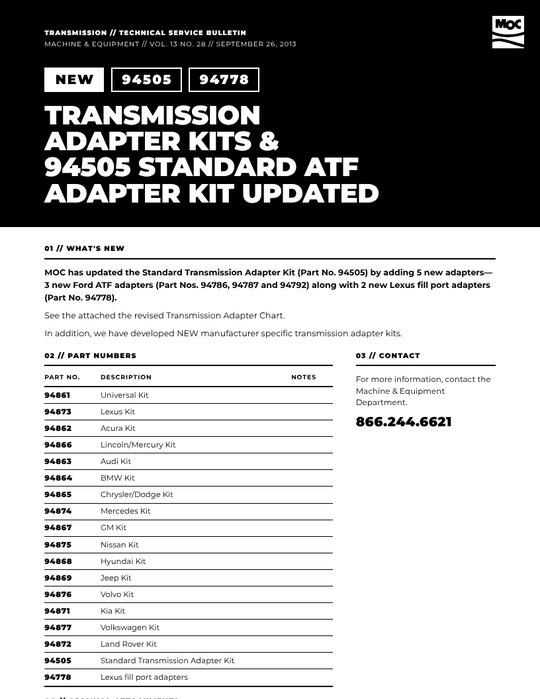 TRANSMISSION // TECHNICAL SERVICE BULLETIN
MACHINE & EQUIPMENT // VOL. 13 NO. 28 // SEPTEMBER 26, 2013
MOC
NEW 94505 94778
TRANSMISSION
ADAPTER KITS &
94505 STANDARD ATF
ADAPTER KIT UPDATED
01 // WHAT'S NEW
MOC has updated the Standard Transmission Adapter Kit (Part No. 94505) by adding 5 new adapters—
3 new Ford ATF adapters (Part Nos. 94786, 94787 and 94792) along with 2 new Lexus fill port adapters
(Part No. 94778).
See the attached the revised Transmission Adapter Chart.
In addition, we have developed NEW manufacturer specific transmission adapter kits.
02 // PART NUMBERS
PART NO. DESCRIPTION NOTES
94861 Universal Kit
94873 Lexus Kit
94862 Acura Kit
94866 Lincoln/Mercury Kit
94863 Audi Kit
94864 BMW Kit
94865 Chrysler/Dodge Kit
94874 Mercedes Kit
94867 GM Kit
94875 Nissan Kit
94868 Hyundai Kit
94869 Jeep Kit
94876 Volvo Kit
94871 Kia Kit
94877 Volkswagen Kit
94872 Land Rover Kit
94505 Standard Transmission Adapter Kit
94778 Lexus fill port adapters
03 // CONTACT
For more information, contact the
Machine & Equipment
Department.
866.244.6621